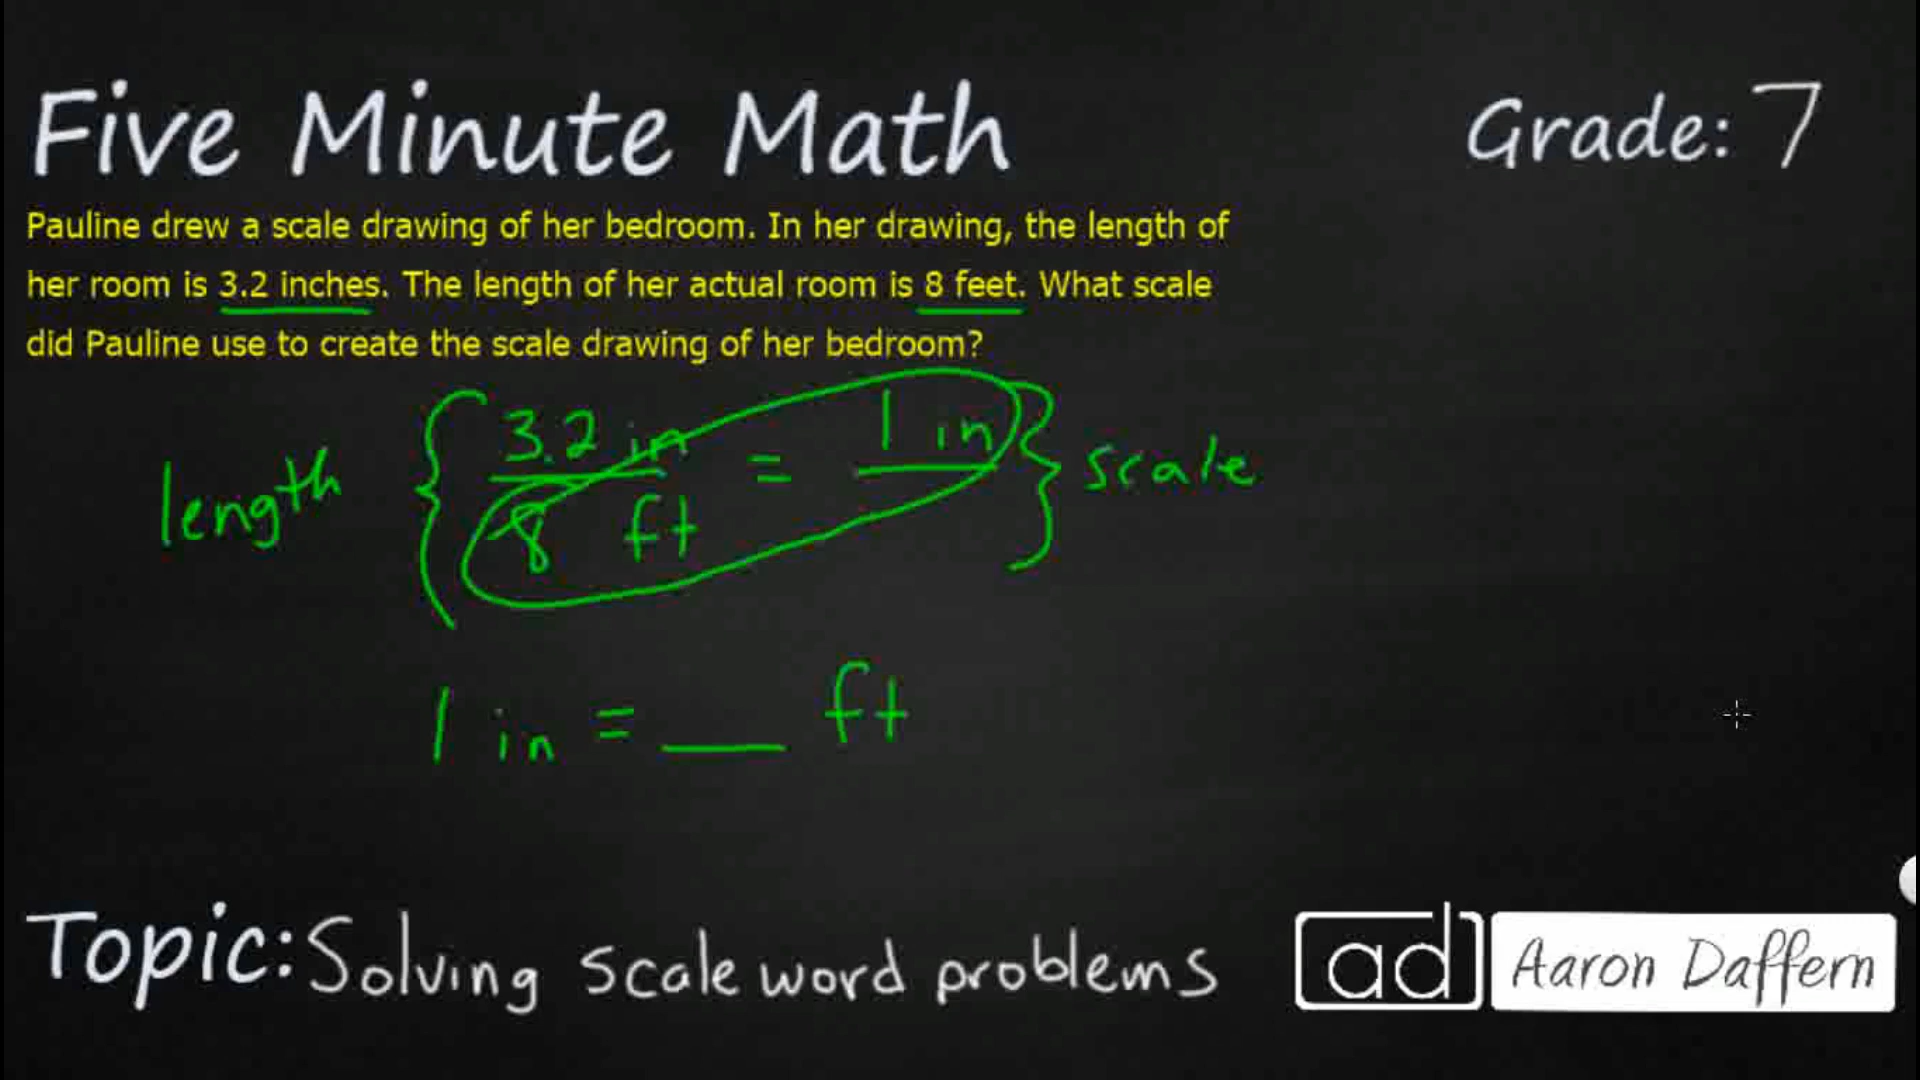 Five Minute Math
Grade: 7
Pauline drew a scale drawing of her bedroom. In her drawing, the length of
her room is 3.2 inches. The length of her actual room is 8 feet. What scale
did Pauline use to create the scale drawing of her bedroom?
3.2 in = 1 in
length scale
8 ft
1 in = __ ft
Topic: Solving scale word problems
ad Aaron Daffern